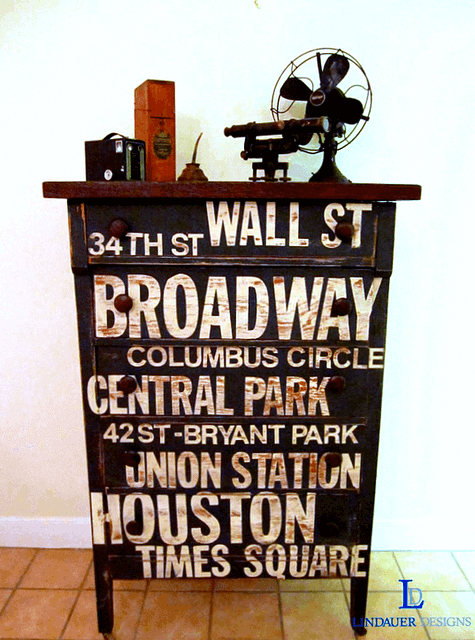 WALL ST
34TH ST
BROADWAY
COLUMBUS CIRCLE
CENTRAL PARK
42ST-BRYANT PARK
UNION STATION
HOUSTON
TIMES SQUARE
LD
LINDAUER DESIGNS